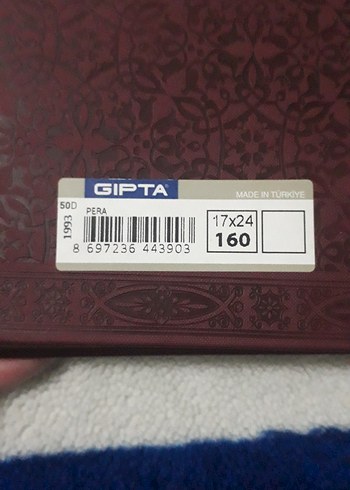 GIPTA
MADE IN TÜRKİYE
50D
1993
PERA
8 697236 443903
17x24
160